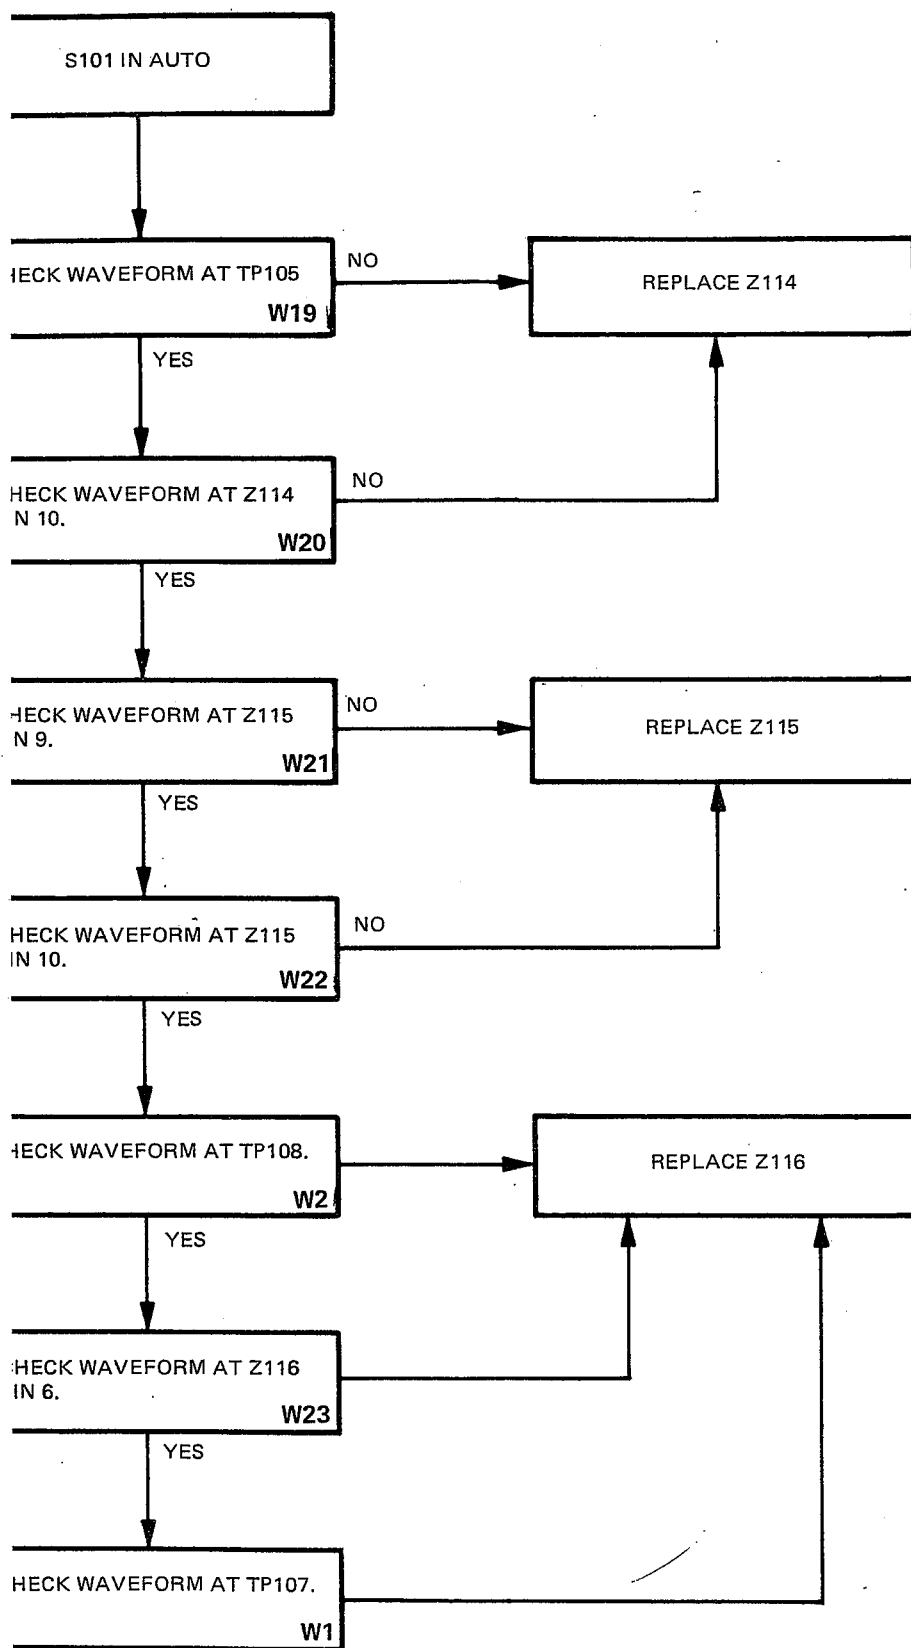 S101 IN AUTO
HECK WAVEFORM AT TP105
W19
NO
REPLACE Z114
YES
HECK WAVEFORM AT Z114
N 10.
W20
NO
YES
HECK WAVEFORM AT Z115
N 9.
W21
NO
REPLACE Z115
YES
HECK WAVEFORM AT Z115
IN 10.
W22
NO
YES
HECK WAVEFORM AT TP108.
W2
REPLACE Z116
YES
HECK WAVEFORM AT Z116
IN 6.
W23
YES
HECK WAVEFORM AT TP107.
W1